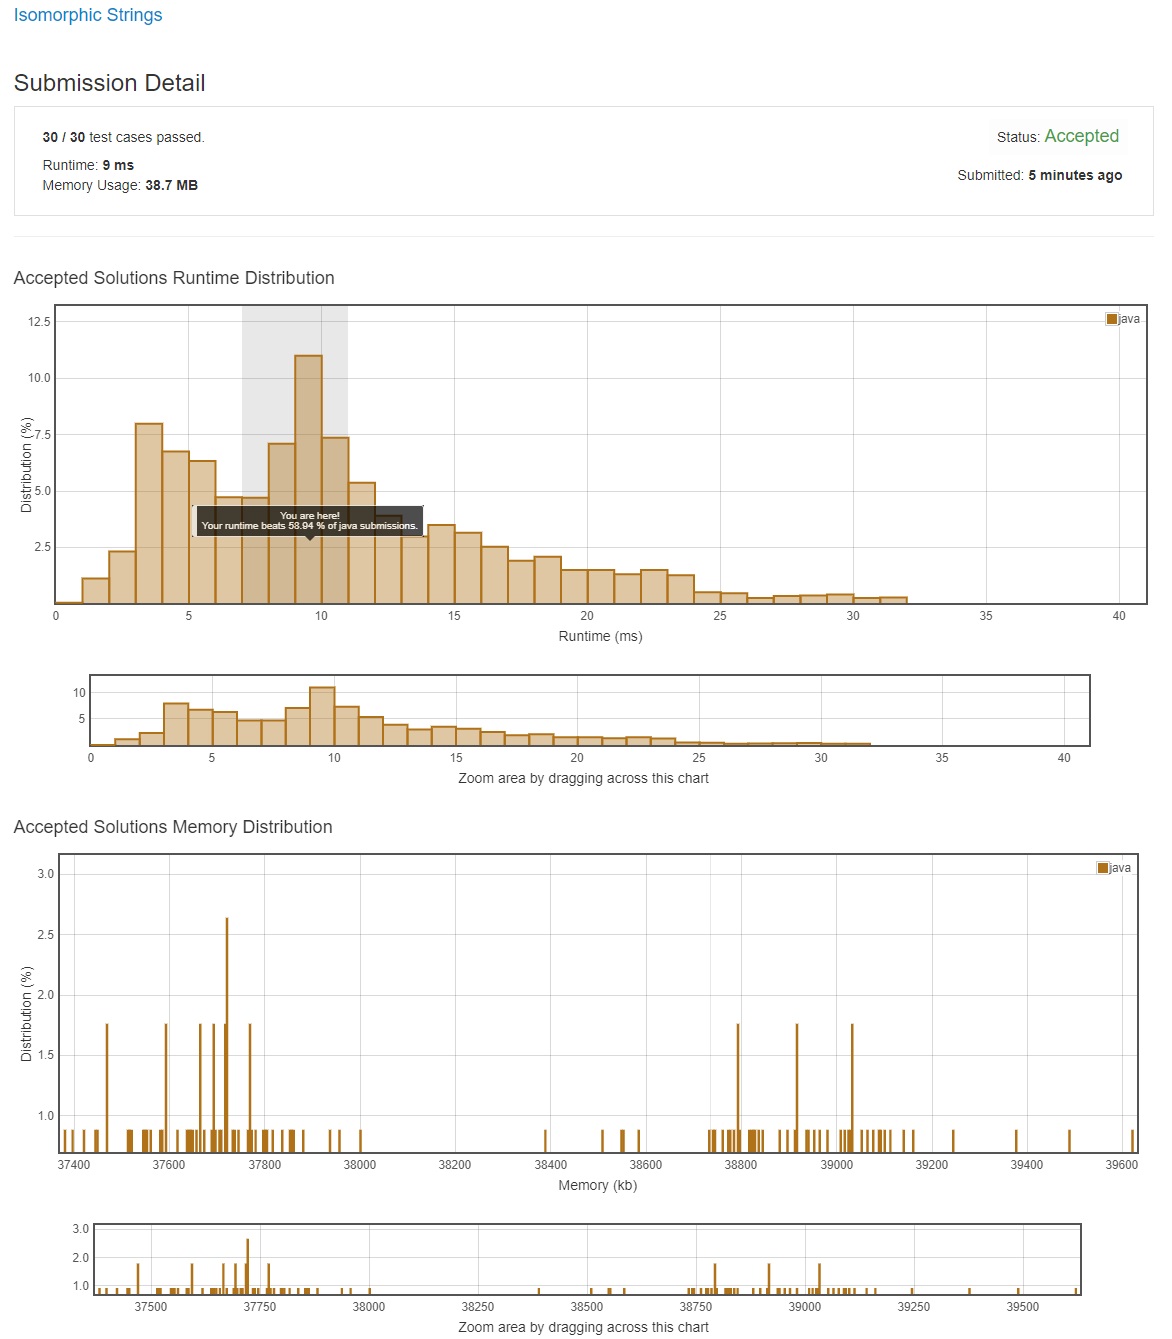 Isomorphic Strings
Submission Detail
30 / 30 test cases passed.
Status: Accepted
Runtime: 9 ms
Memory Usage: 38.7 MB
Submitted: 5 minutes ago
Accepted Solutions Runtime Distribution
java
12.5
10.0
7.5
5.0
2.5
Distribution (%)
You are here!
Your runtime beats 58.94 % of java submissions.
0 5 10 15 20 25 30 35 40
Runtime (ms)
10
5
0 5 10 15 20 25 30 35 40
Zoom area by dragging across this chart
Accepted Solutions Memory Distribution
java
3.0
2.5
2.0
1.5
1.0
Distribution (%)
37400 37600 37800 38000 38200 38400 38600 38800 39000 39200 39400 39600
Memory (kb)
3.0
2.0
1.0
37500 37750 38000 38250 38500 38750 39000 39250 39500
Zoom area by dragging across this chart